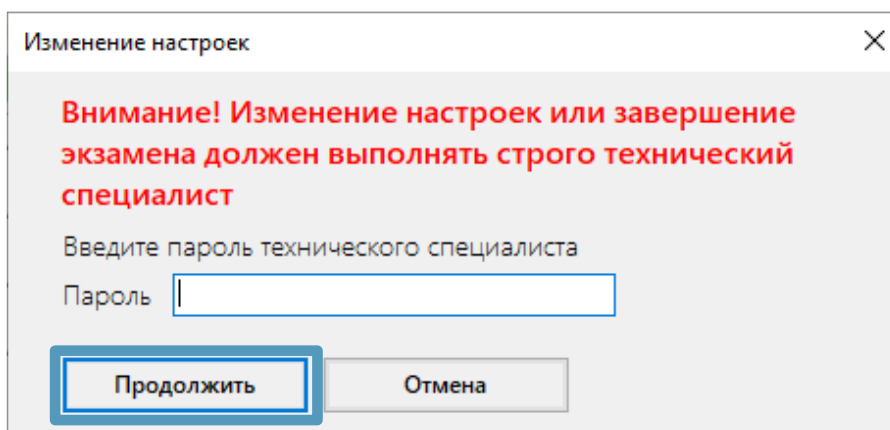 Изменение настроек
Внимание! Изменение настроек или завершение
экзамена должен выполнять строго технический
специалист
Введите пароль технического специалиста
Пароль
Продолжить
Отмена